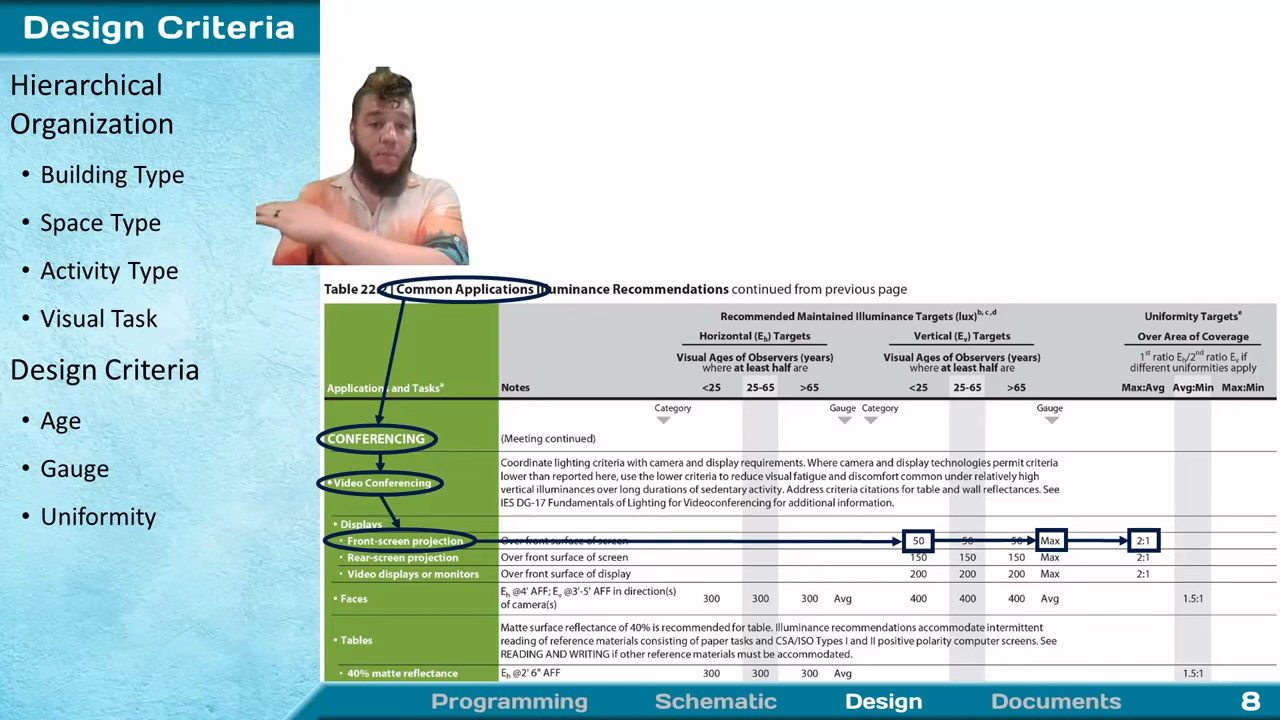 Design Criteria
Hierarchical
Organization
• Building Type
• Space Type
• Activity Type
• Visual Task
Design Criteria
• Age
• Gauge
• Uniformity
Table 22.2 | Common Applications Illuminance Recommendations continued from previous page
Recommended Maintained Illuminance Targets (lux)b,c,d
Uniformity Targetse
Horizontal (Eh) Targets
Vertical (Ev) Targets
Over Area of Coverage
Visual Ages of Observers (years)
where at least half are
Visual Ages of Observers (years)
where at least half are
1st ratio Eh/2nd ratio Ev if
different uniformities apply
Applications and Tasksa Notes <25 25-65 >65 <25 25-65 >65 Max:Avg Avg:Min Max:Min
Category Gauge Category Gauge
CONFERENCING (Meeting continued)
• Video Conferencing
Coordinate lighting criteria with camera and display requirements. Where camera and display technologies permit criteria
lower than reported here, use the lower criteria to reduce visual fatigue and discomfort common under relatively high
vertical illuminances over long durations of sedentary activity. Address criteria citations for table and wall reflectances. See
IES DG-17 Fundamentals of Lighting for Videoconferencing for additional information.
• Displays
• Front-screen projection Over front surface of screen 50 50 50 Max 2:1
• Rear-screen projection Over front surface of screen 150 150 150 Max 2:1
• Video displays or monitors Over front surface of display 200 200 200 Max 2:1
• Faces Eh @4' AFF; Ev @3'-5' AFF in direction(s)
of camera(s) 300 300 300 Avg 400 400 400 Avg 1.5:1
• Tables
Matte surface reflectance of 40% is recommended for table. Illuminance recommendations accommodate intermittent
reading of reference materials consisting of paper tasks and CSA/ISO Types I and II positive polarity computer screens. See
READING AND WRITING if other reference materials must be accommodated.
• 40% matte reflectance Eh @2' 6" AFF 300 300 300 Avg 1.5:1
Programming Schematic Design Documents 8